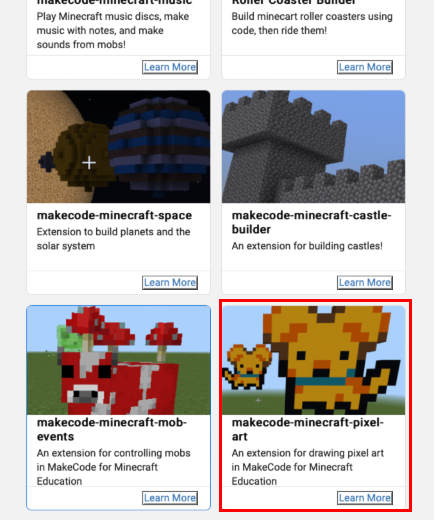 makecode-minecraft-music
Play Minecraft music discs, make
music with notes, and make
sounds from mobs!
Learn More
Roller Coaster Builder
Build minecart roller coasters using
code, then ride them!
Learn More
makecode-minecraft-space
Extension to build planets and the
solar system
Learn More
makecode-minecraft-castle-
builder
An extension for building castles!
Learn More
makecode-minecraft-mob-
events
An extension for controlling mobs
in MakeCode for Minecraft
Education
Learn More
makecode-minecraft-pixel-
art
An extension for drawing pixel art
in MakeCode for Minecraft
Education
Learn More